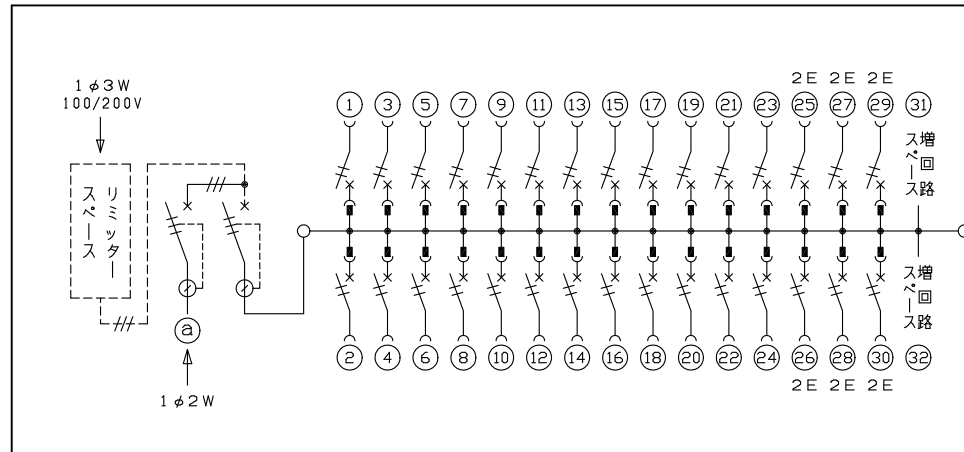 1φ3W
100/200V
リミッター
スペース
ⓐ
1φ2W
2E 2E 2E
① ③ ⑤ ⑦ ⑨ ⑪ ⑬ ⑮ ⑰ ⑲ ㉑ ㉓ ㉕ ㉗ ㉙ ㉛
増回路
スペース
増回路
スペース
② ④ ⑥ ⑧ ⑩ ⑫ ⑭ ⑯ ⑱ ⑳ ㉒ ㉔ ㉖ ㉘ ㉚ ㉜
2E 2E 2E